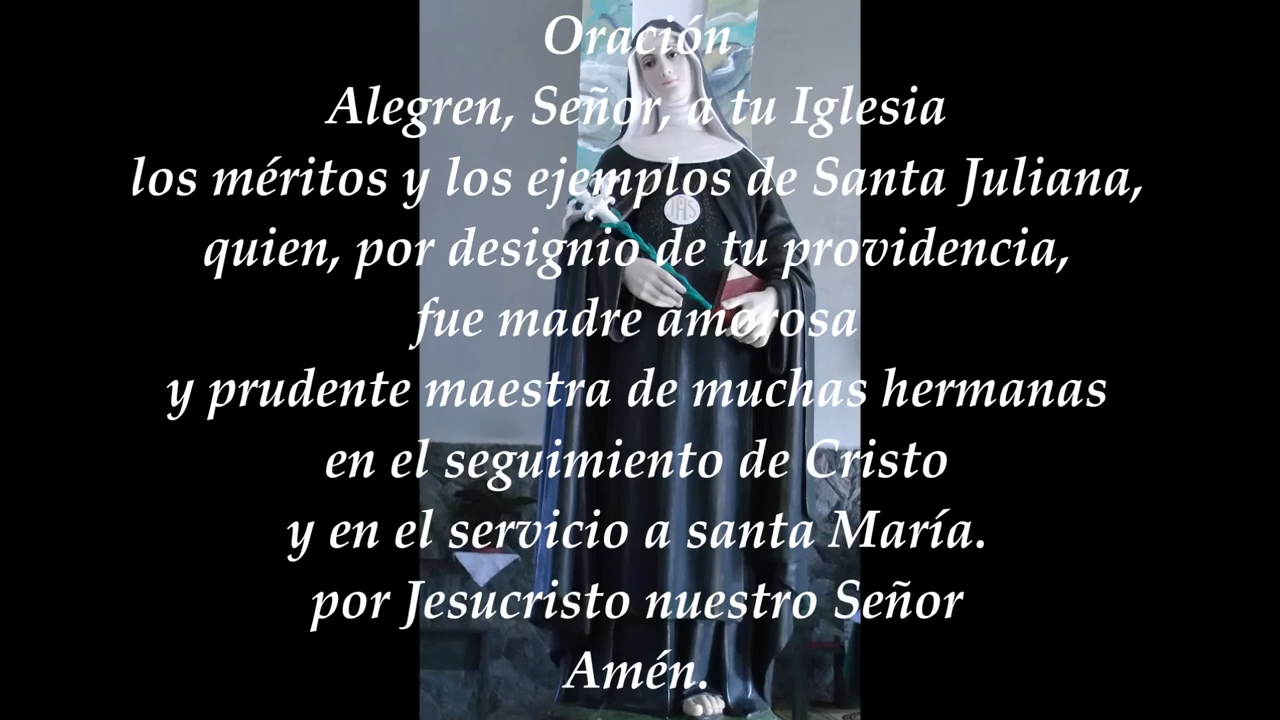 Oración
Alegren, Señor, a tu Iglesia
los méritos y los ejemplos de Santa Juliana,
quien, por designio de tu providencia,
fue madre amorosa
y prudente maestra de muchas hermanas
en el seguimiento de Cristo
y en el servicio a santa María.
por Jesucristo nuestro Señor
Amén.
JHS